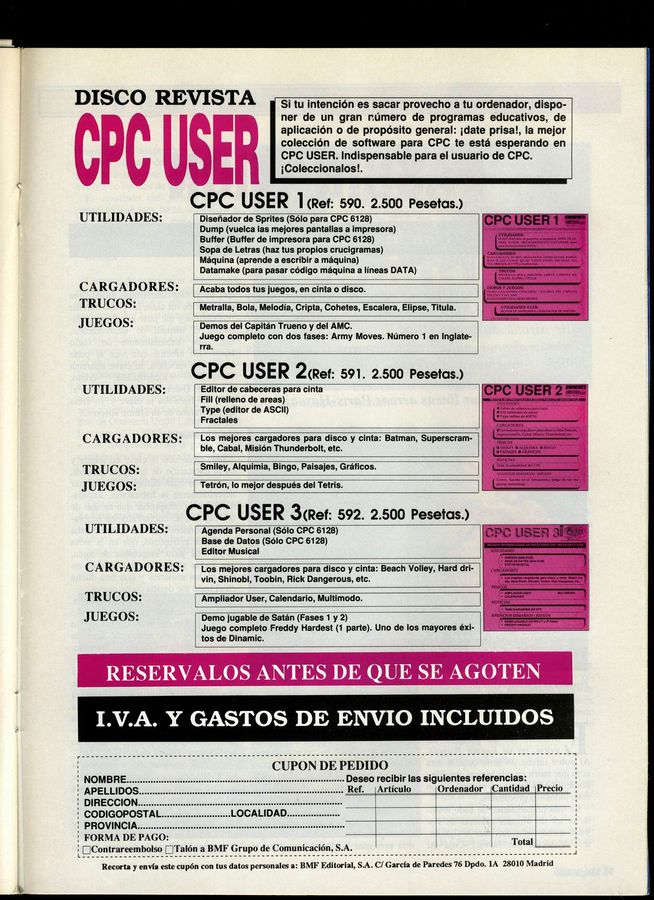 DISCO REVISTA
CPC USER
Si tu intención es sacar provecho a tu ordenador, dispo-
ner de un gran número de programas educativos, de
aplicación o de propósito general: ¡date prisa!, la mejor
colección de software para CPC te está esperando en
CPC USER. Indispensable para el usuario de CPC.
¡Coleccionalos!.
CPC USER 1 (Ref: 590. 2.500 Pesetas.)
UTILIDADES:
Diseñador de Sprites (Sólo para CPC 6128)
Dump (vuelca las mejores pantallas a impresora)
Buffer (Buffer de impresora para CPC 6128)
Sopa de Letras (haz tus propios crucigramas)
Máquina (aprende a escribir a máquina)
Datamake (para pasar código máquina a líneas DATA)
CARGADORES:
Acaba todos tus juegos, en cinta o disco.
TRUCOS:
Metralla, Bola, Melodía, Cripta, Cohetes, Escalera, Elipse, Titula.
JUEGOS:
Demos del Capitán Trueno y del AMC.
Juego completo con dos fases: Army Moves. Número 1 en Inglate-
rra.
CPC USER 1
CPC USER 2 (Ref: 591. 2.500 Pesetas.)
UTILIDADES:
Editor de cabeceras para cinta
Fill (relleno de areas)
Type (editor de ASCII)
Fractales
CARGADORES:
Los mejores cargadores para disco y cinta: Batman, Superscram-
ble, Cabal, Misión Thunderbolt, etc.
TRUCOS:
Smiley, Alquimia, Bingo, Paisajes, Gráficos.
JUEGOS:
Tetrón, lo mejor después del Tetris.
CPC USER 2
CPC USER 3 (Ref: 592. 2.500 Pesetas.)
UTILIDADES:
Agenda Personal (Sólo CPC 6128)
Base de Datos (Sólo CPC 6128)
Editor Musical
CARGADORES:
Los mejores cargadores para disco y cinta: Beach Volley, Hard dri-
vin, Shinobi, Toobin, Rick Dangerous, etc.
TRUCOS:
Ampliador User, Calendario, Multimodo.
JUEGOS:
Demo jugable de Satán (Fases 1 y 2)
Juego completo Freddy Hardest (1 parte). Uno de los mayores éxi-
tos de Dinamic.
CPC USER 3
RESERVALOS ANTES DE QUE SE AGOTEN
I.V.A. Y GASTOS DE ENVIO INCLUIDOS
CUPON DE PEDIDO
NOMBRE
APELLIDOS
DIRECCION
CODIGOPOSTAL LOCALIDAD
PROVINCIA
FORMA DE PAGO:
Contrareembolso Talón a BMF Grupo de Comunicación, S.A.
Deseo recibir las siguientes referencias:
Ref. Artículo Ordenador Cantidad Precio
Total
Recorta y envía este cupón con tus datos personales a: BMF Editorial, S.A. C/ García de Paredes 76 Dpdo. 1A 28010 Madrid